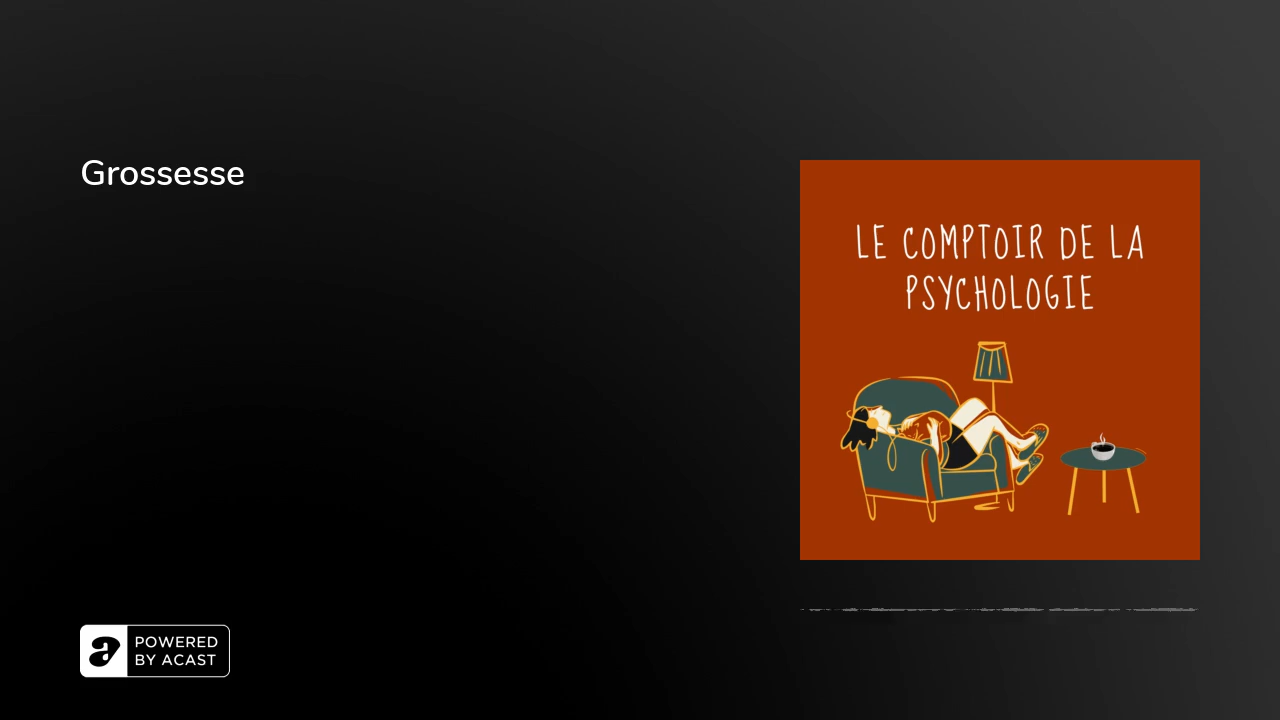 Grossesse
LE COMPTOIR DE LA
PSYCHOLOGIE
POWERED
BY ACAST